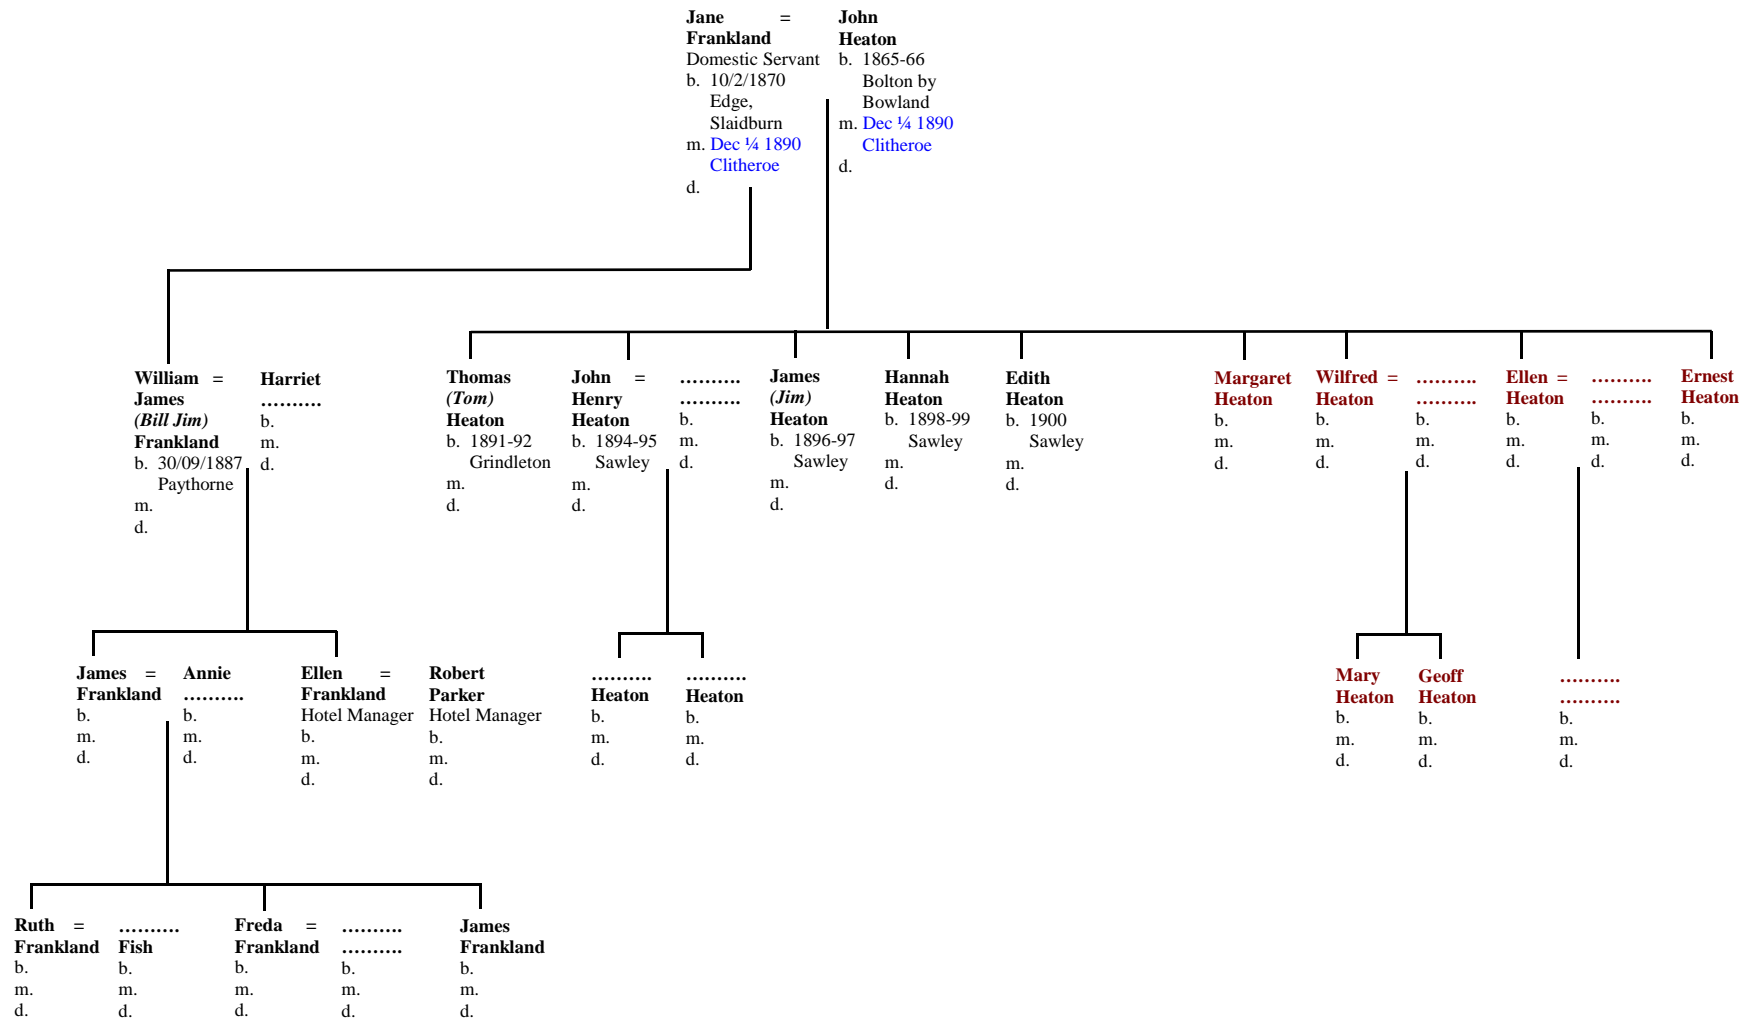 Jane =
Frankland
Domestic Servant
b. 10/2/1870
Edge,
Slaidburn
m. Dec ¼ 1890
Clitheroe
d.
John
Heaton
b. 1865-66
Bolton by
Bowland
m. Dec ¼ 1890
Clitheroe
d.
William =
James
(Bill Jim)
Frankland
b. 30/09/1887
Paythorne
m.
d.
Harriet
……….
b.
m.
d.
Thomas
(Tom)
Heaton
b. 1891-92
Grindleton
m.
d.
John =
Henry
Heaton
b. 1894-95
Sawley
m.
d.
……….
……….
b.
m.
d.
James
(Jim)
Heaton
b. 1896-97
Sawley
m.
d.
Hannah
Heaton
b. 1898-99
Sawley
m.
d.
Edith
Heaton
b. 1900
Sawley
m.
d.
Margaret
Heaton
b.
m.
d.
Wilfred =
Heaton
b.
m.
d.
……….
……….
b.
m.
d.
Ellen =
Heaton
b.
m.
d.
……….
……….
b.
m.
d.
Ernest
Heaton
b.
m.
d.
James =
Frankland
b.
m.
d.
Annie
……….
b.
m.
d.
Ellen =
Frankland
Hotel Manager
b.
m.
d.
Robert
Parker
Hotel Manager
b.
m.
d.
……….
Heaton
b.
m.
d.
……….
Heaton
b.
m.
d.
Mary
Heaton
b.
m.
d.
Geoff
Heaton
b.
m.
d.
……….
……….
b.
m.
d.
Ruth =
Frankland
b.
m.
d.
……….
Fish
b.
m.
d.
Freda =
Frankland
b.
m.
d.
……….
……….
b.
m.
d.
James
Frankland
b.
m.
d.